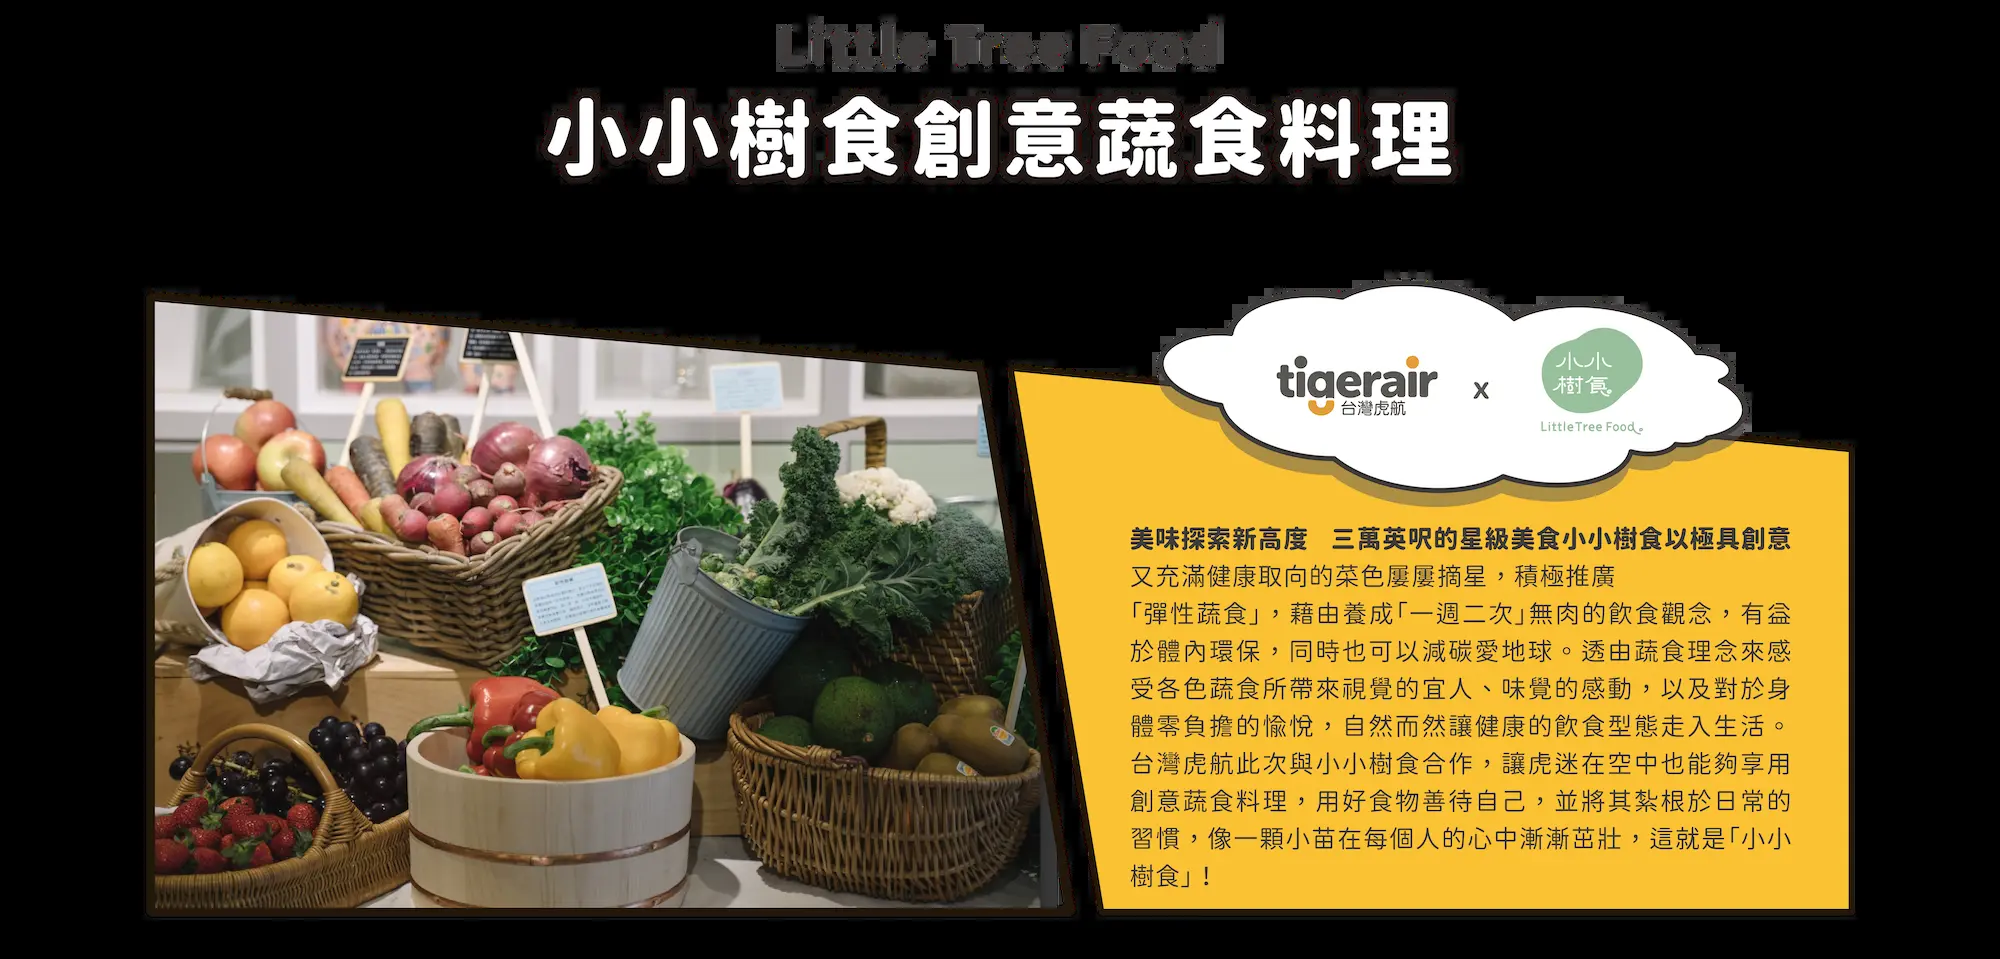 Little Tree Food
小小樹食創意蔬食料理
tigerair
台灣虎航
x
小小
樹食
Little Tree Food
美味探索新高度 三萬英呎的星級美食小小樹食以極具創意
又充滿健康取向的菜色屢屢摘星，積極推廣
「彈性蔬食」，藉由養成「一週二次」無肉的飲食觀念，有益
於體內環保，同時也可以減碳愛地球。透由蔬食理念來感
受各色蔬食所帶來視覺的宜人、味覺的感動，以及對於身
體零負擔的愉悅，自然而然讓健康的飲食型態走入生活。
台灣虎航此次與小小樹食合作，讓虎迷在空中也能夠享用
創意蔬食料理，用好食物善待自己，並將其紮根於日常的
習慣，像一顆小苗在每個人的心中漸漸茁壯，這就是「小小
樹食」！